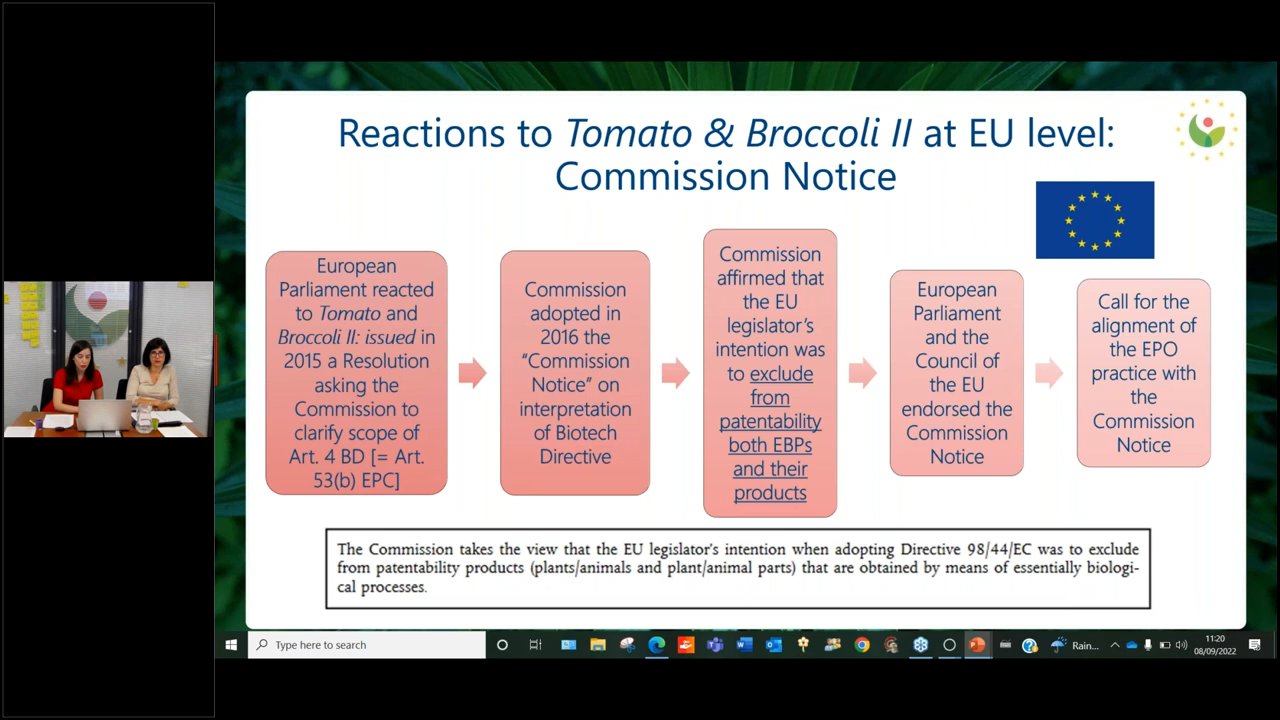 Reactions to Tomato & Broccoli II at EU level:
Commission Notice
European
Parliament reacted
to Tomato and
Broccoli II: issued in
2015 a Resolution
asking the
Commission to
clarify scope of
Art. 4 BD [= Art.
53(b) EPC]
Commission
adopted in
2016 the
“Commission
Notice” on
interpretation
of Biotech
Directive
Commission
affirmed that
the EU
legislator’s
intention was
to exclude
from
patentability
both EBPs
and their
products
European
Parliament
and the
Council of
the EU
endorsed the
Commission
Notice
Call for the
alignment of
the EPO
practice with
the
Commission
Notice
The Commission takes the view that the EU legislator's intention when adopting Directive 98/44/EC was to exclude
from patentability products (plants/animals and plant/animal parts) that are obtained by means of essentially biologi-
cal processes.
Type here to search
Rain...
11:20
08/09/2022